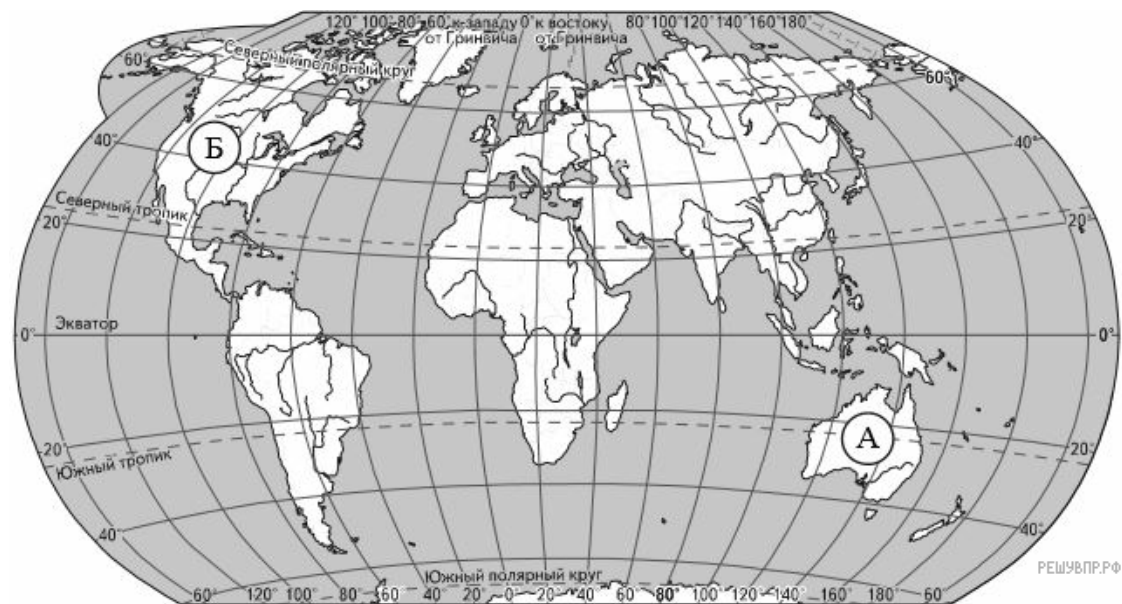 120° 100° 80° 60° к западу 0° к востоку 80° 100° 120° 140° 160° 180°
от Гринвича от Гринвича
60° Северный полярный круг 60°
40° Б 40°
Северный тропик
20° 20°
Экватор
0° 0°
А
20° 20°
Южный тропик
40° 40°
РЕШУВПР.РФ
Южный полярный круг
60° 120° 100° 80° 60° 40° 20° 0° 20° 40° 60° 80° 100° 120° 140° 160° 180° 60°